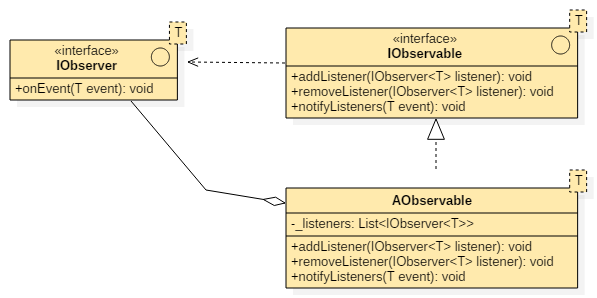 T
«interface»
IObserver
+onEvent(T event): void
T
«interface»
IObservable
+addListener(IObserver<T> listener): void
+removeListener(IObserver<T> listener): void
+notifyListeners(T event): void
T
AObservable
-_listeners: List<IObserver<T>>
+addListener(IObserver<T> listener): void
+removeListener(IObserver<T> listener): void
+notifyListeners(T event): void